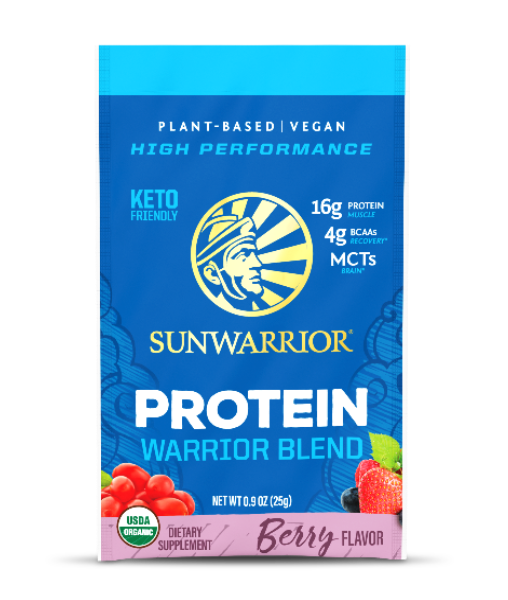 PLANT-BASED | VEGAN
HIGH PERFORMANCE
KETO
FRIENDLY
16g PROTEIN
MUSCLE
4g BCAAs
RECOVERY*
MCTs
BRAIN*
SUNWARRIOR®
PROTEIN
WARRIOR BLEND
NET WT 0.9 OZ (25g)
USDA
ORGANIC
DIETARY
SUPPLEMENT
Berry FLAVOR